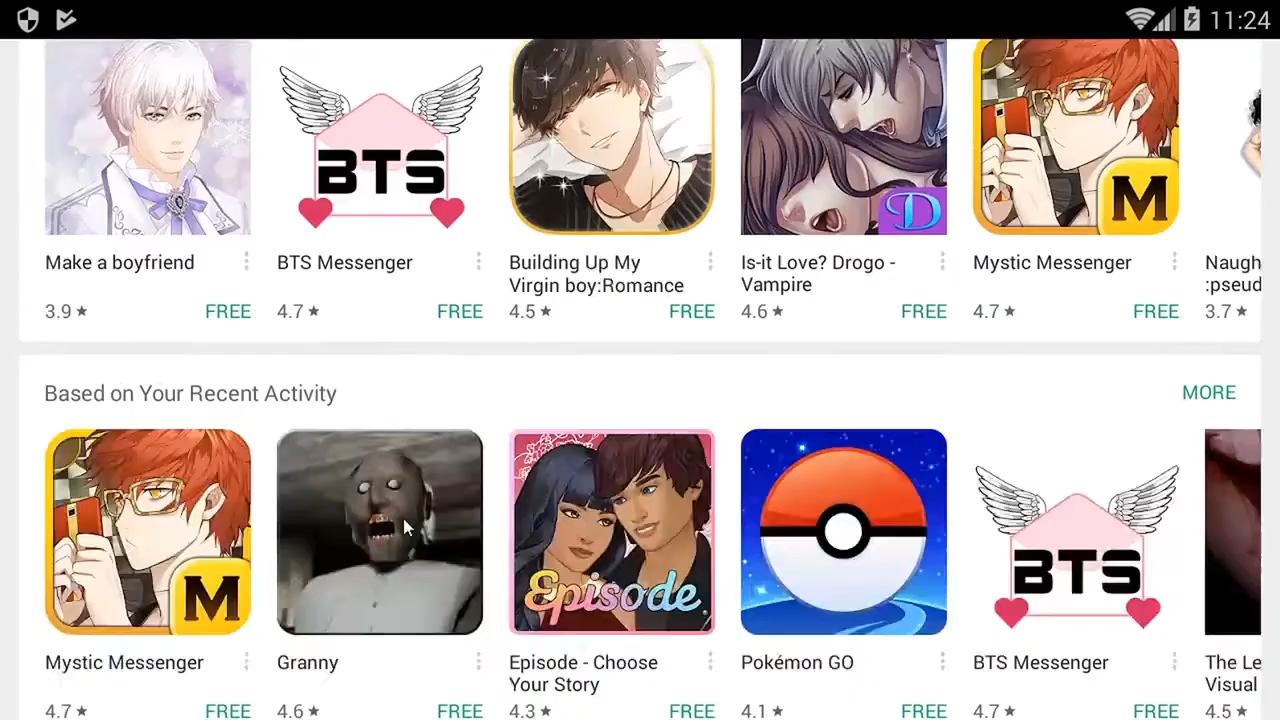 11:24
BTS
D
M
Make a boyfriend
BTS Messenger
Building Up My
Virgin boy:Romance
Is-it Love? Drogo -
Vampire
Mystic Messenger
Naugh
:pseud
3.9 ★ FREE
4.7 ★ FREE
4.5 ★ FREE
4.6 ★ FREE
4.7 ★ FREE
3.7 ★
Based on Your Recent Activity
MORE
M
Episode
BTS
Mystic Messenger
Granny
Episode - Choose
Your Story
Pokémon GO
BTS Messenger
The Le
Visual
4.7 ★ FREE
4.6 ★ FREE
4.3 ★ FREE
4.1 ★ FREE
4.7 ★ FREE
4.5 ★